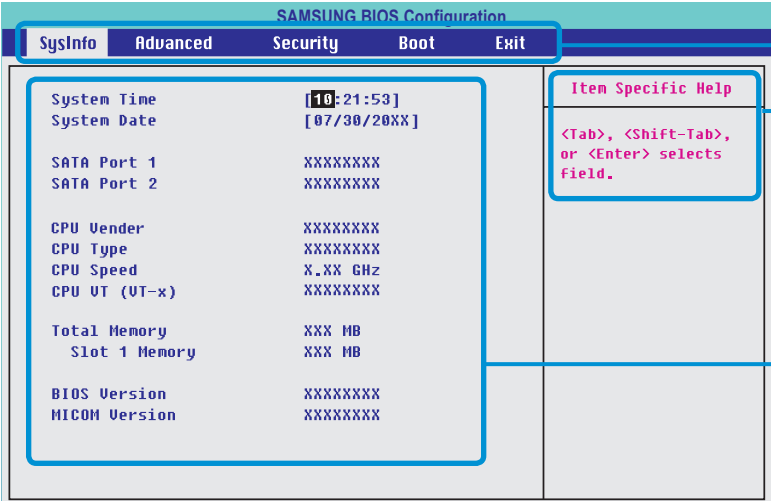 SAMSUNG BIOS Configuration
SysInfo Advanced Security Boot Exit
System Time [10:21:53]
System Date [07/30/20XX]
SATA Port 1 XXXXXXXX
SATA Port 2 XXXXXXXX
CPU Vender XXXXXXXX
CPU Type XXXXXXXX
CPU Speed X.XX GHz
CPU VT (VT-x) XXXXXXXX
Total Memory XXX MB
Slot 1 Memory XXX MB
BIOS Version XXXXXXXX
MICOM Version XXXXXXXX
Item Specific Help
<Tab>, <Shift-Tab>,
or <Enter> selects
field.